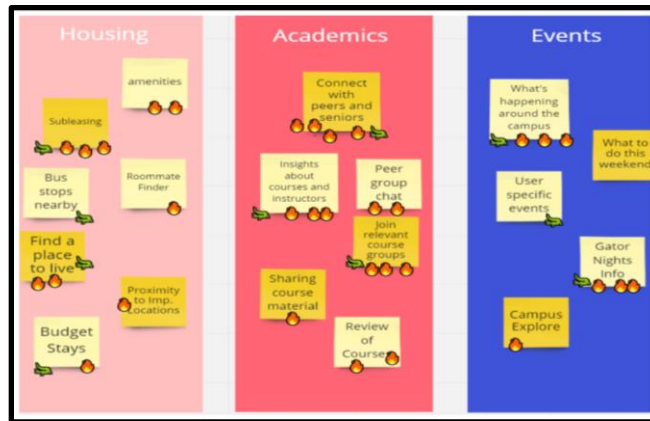 Housing
amenities
Subleasing
Bus
stops
nearby
Roommate
Finder
Find a
place to
live
Proximity
to Imp.
Locations
Budget
Stays
Academics
Connect
with
peers and
seniors
Insights
about
courses and
instructors
Peer
group
chat
Join
relevant
course
groups
Sharing
course
material
Review
of
Courses
Events
What's
happening
around the
campus
What to
do this
weekend
User
specific
events
Gator
Nights
Info
Campus
Explore